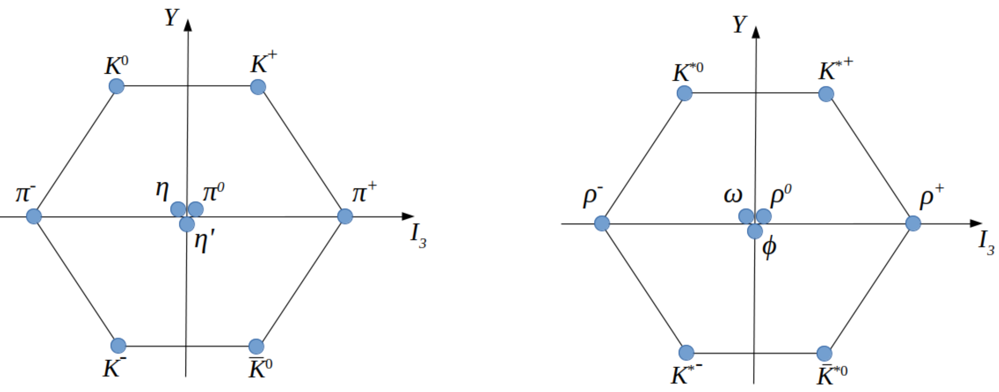 Y
K⁰ K⁺
π⁻ η π⁰ π⁺
η' I₃
K⁻ K̅⁰
Y
K*⁰ K*⁺
ρ⁻ ω ρ⁰ ρ⁺
ϕ I₃
K*⁻ K̅*⁰